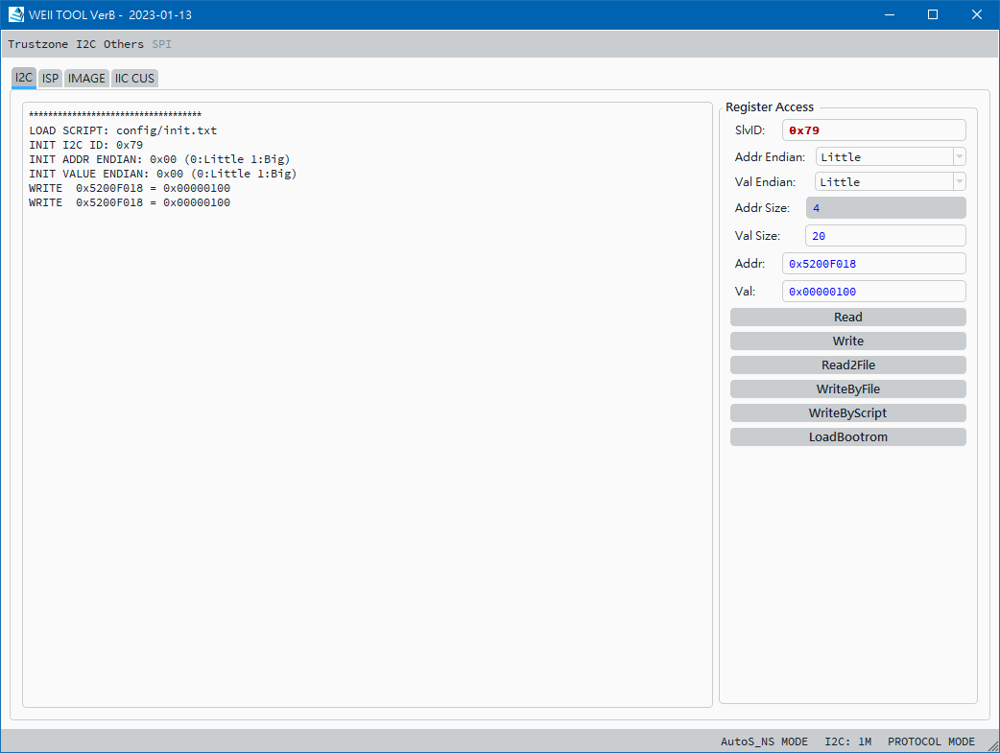 WEII TOOL VerB - 2023-01-13
Trustzone I2C Others SPI
I2C ISP IMAGE IIC CUS
************************************
LOAD SCRIPT: config/init.txt
INIT I2C ID: 0x79
INIT ADDR ENDIAN: 0x00 (0:Little 1:Big)
INIT VALUE ENDIAN: 0x00 (0:Little 1:Big)
WRITE  0x5200F018 = 0x00000100
WRITE  0x5200F018 = 0x00000100
Register Access
SlvID: 0x79
Addr Endian: Little
Val Endian: Little
Addr Size: 4
Val Size: 20
Addr: 0x5200F018
Val: 0x00000100
Read
Write
Read2File
WriteByFile
WriteByScript
LoadBootrom
AutoS_NS MODE I2C: 1M PROTOCOL MODE